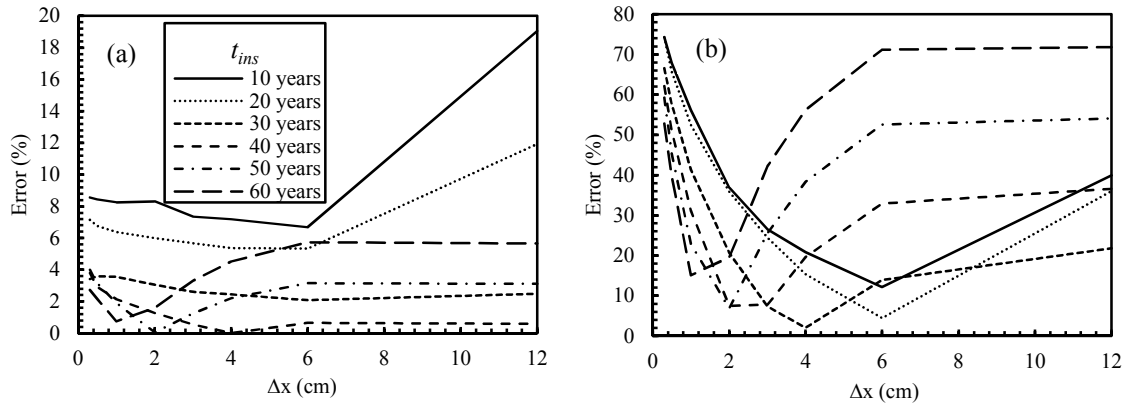 (a)
t_ins
10 years
20 years
30 years
40 years
50 years
60 years
20
18
16
14
12
10
8
6
4
2
0
Error (%)
0 2 4 6 8 10 12
Δx (cm)
(b)
80
70
60
50
40
30
20
10
0
Error (%)
0 2 4 6 8 10 12
Δx (cm)